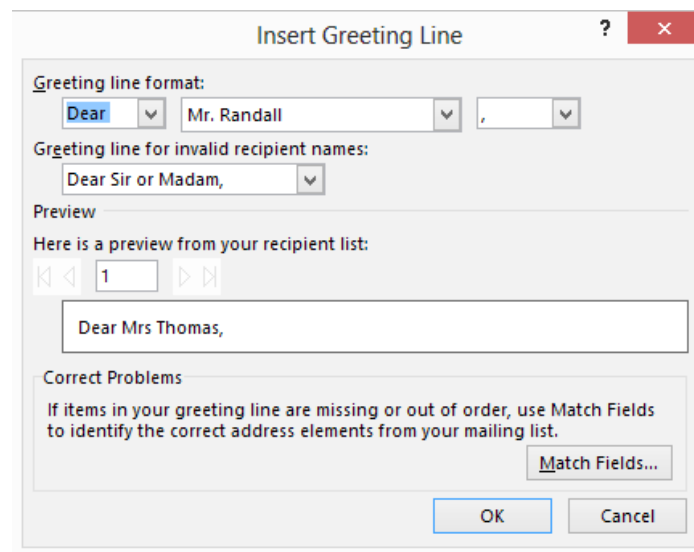 Insert Greeting Line ?
Greeting line format:
Dear Mr. Randall ,
Greeting line for invalid recipient names:
Dear Sir or Madam,
Preview
Here is a preview from your recipient list:
1
Dear Mrs Thomas,
Correct Problems
If items in your greeting line are missing or out of order, use Match Fields
to identify the correct address elements from your mailing list.
Match Fields...
OK Cancel